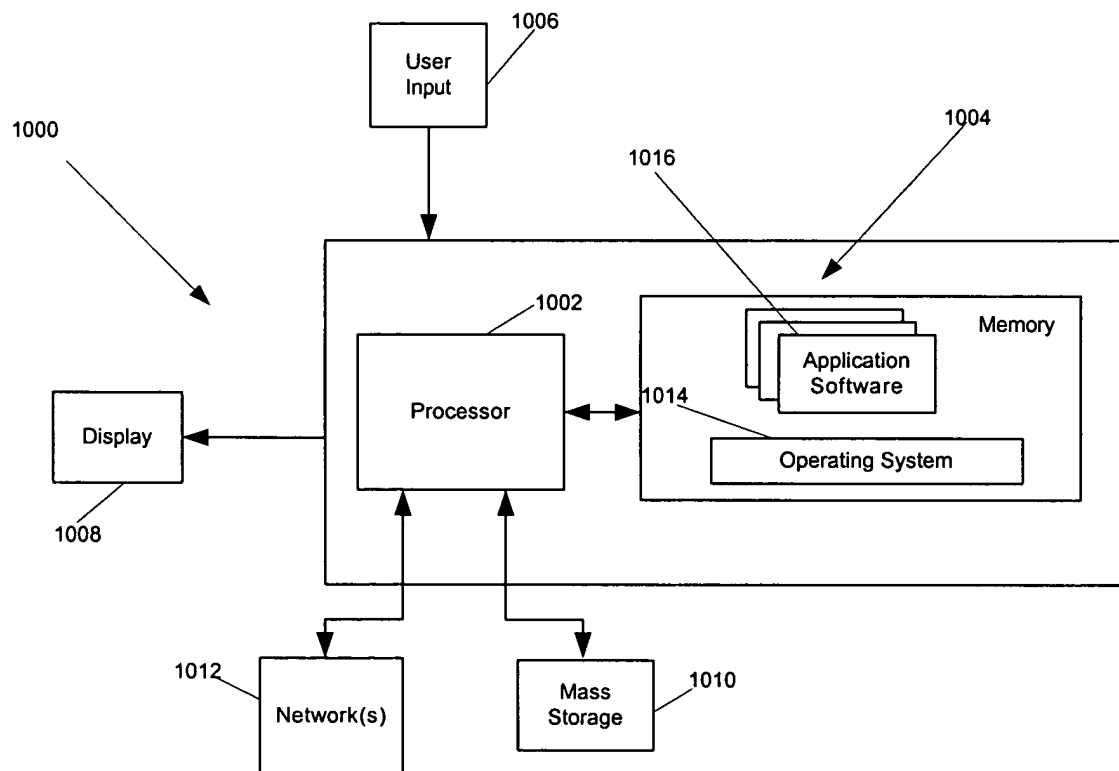 1006
User
Input
1000
1004
1016
1002
Memory
Application
Software
1014
Processor
Display
Operating System
1008
1012
Network(s)
Mass
Storage
1010